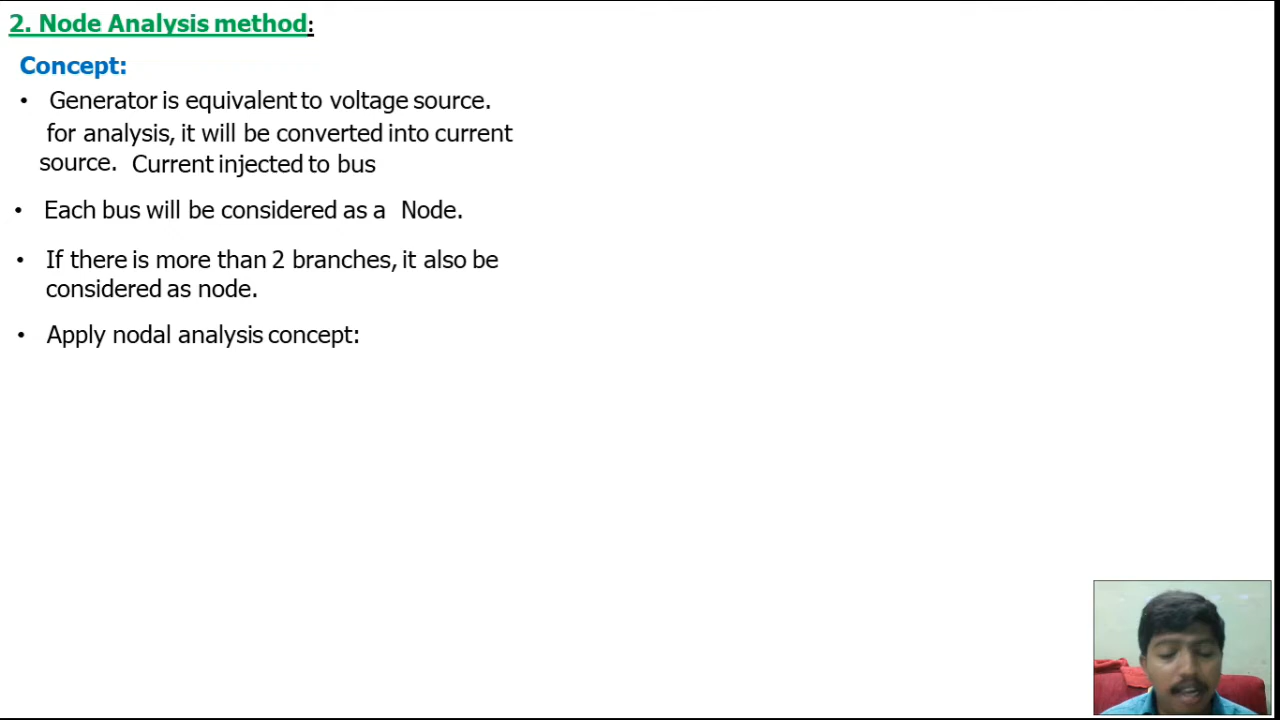 2. Node Analysis method:
Concept:
• Generator is equivalent to voltage source.
for analysis, it will be converted into current
source. Current injected to bus
• Each bus will be considered as a Node.
• If there is more than 2 branches, it also be
considered as node.
• Apply nodal analysis concept: